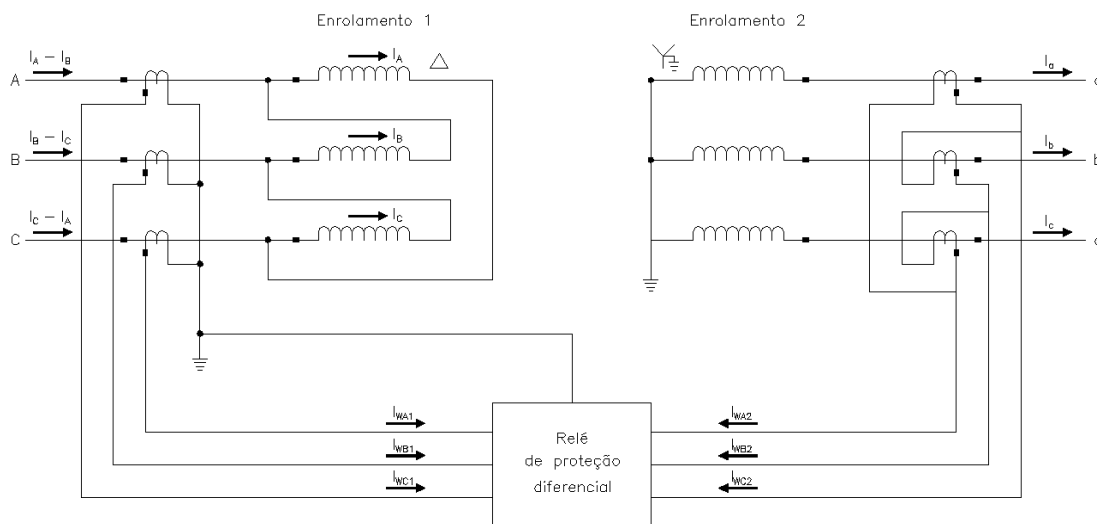 Enrolamento 1
Enrolamento 2
I_A – I_B
I_A
I_a
A
I_B – I_C
I_B
I_b
B
b
I_C – I_A
I_C
I_c
C
I_WA1
I_WA2
I_WB1
I_WB2
I_WC1
I_WC2
Relé
de proteção
diferencial